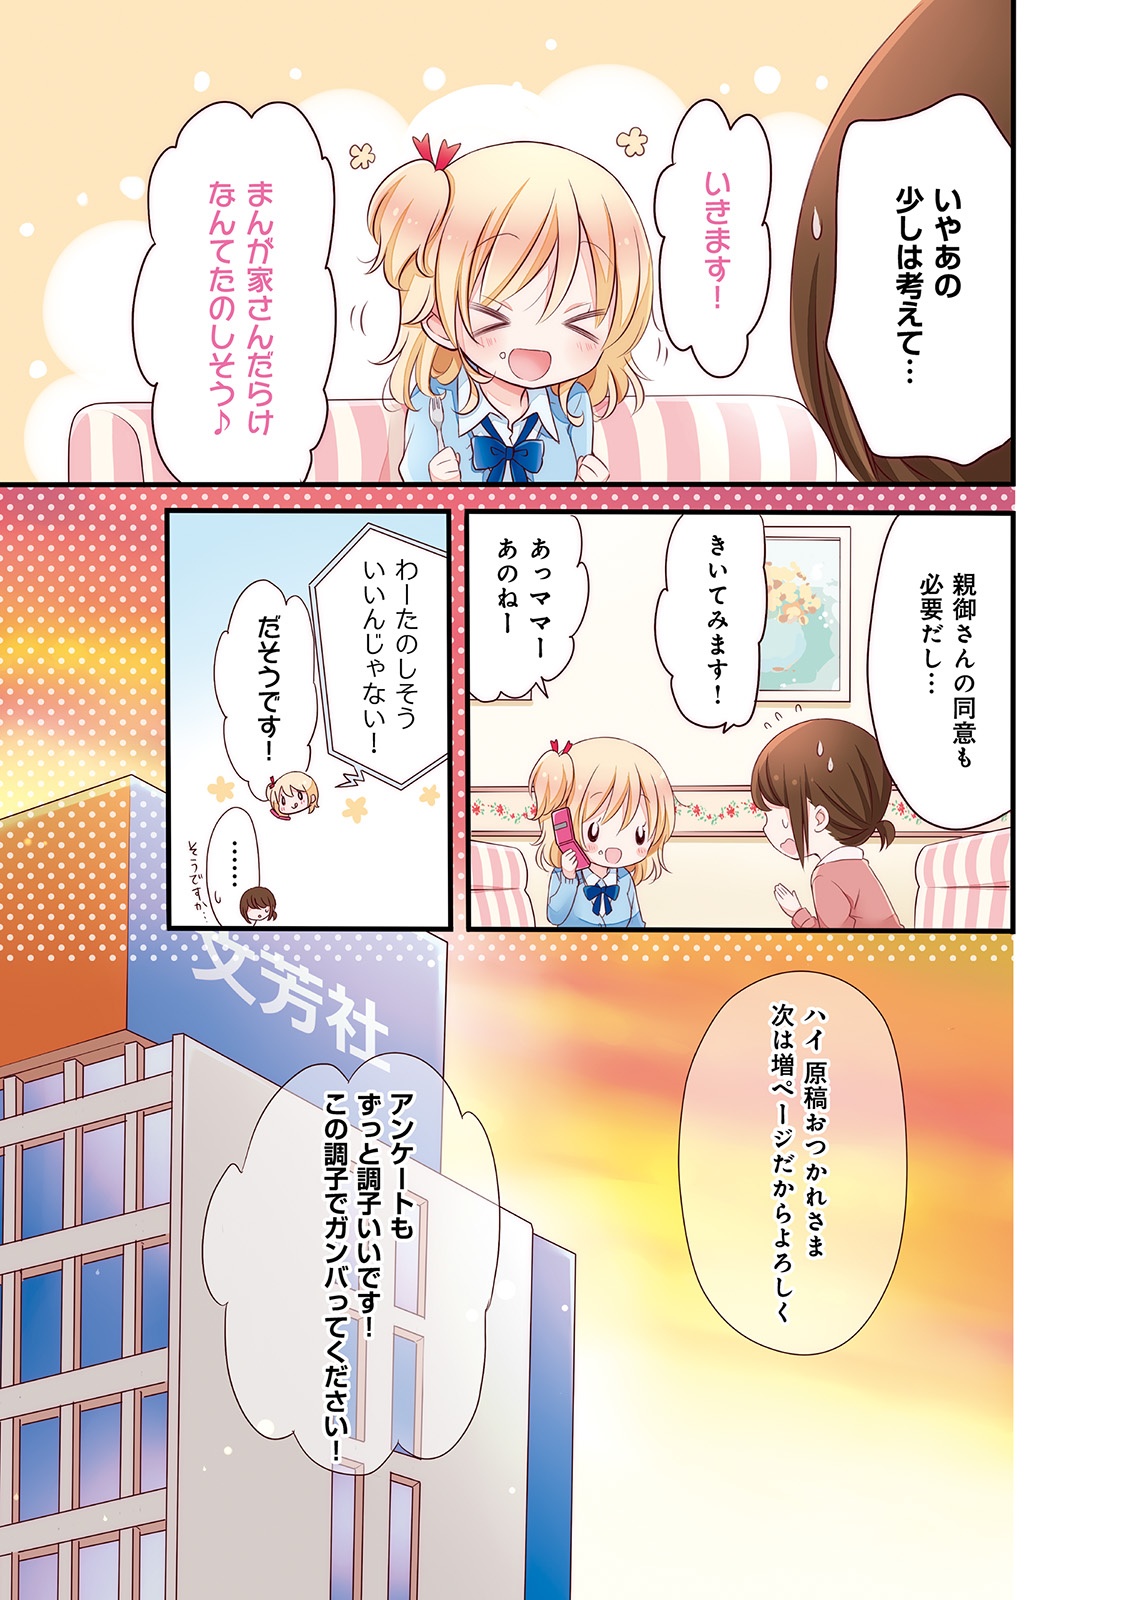 いやあの
少しは考えて…
いきます！
まんが家さんだらけ
なんてたのしそう♪
親御さんの同意も
必要だし…
きいてみます！
あっママー
あのねー
わーたのしそう
いいんじゃない！
だそうです！
……
そうですか…
文芳社
ハイ 原稿おつかれさま
次は増ページだからよろしく
アンケートも
ずっと調子いいです！
この調子でガンバってください！